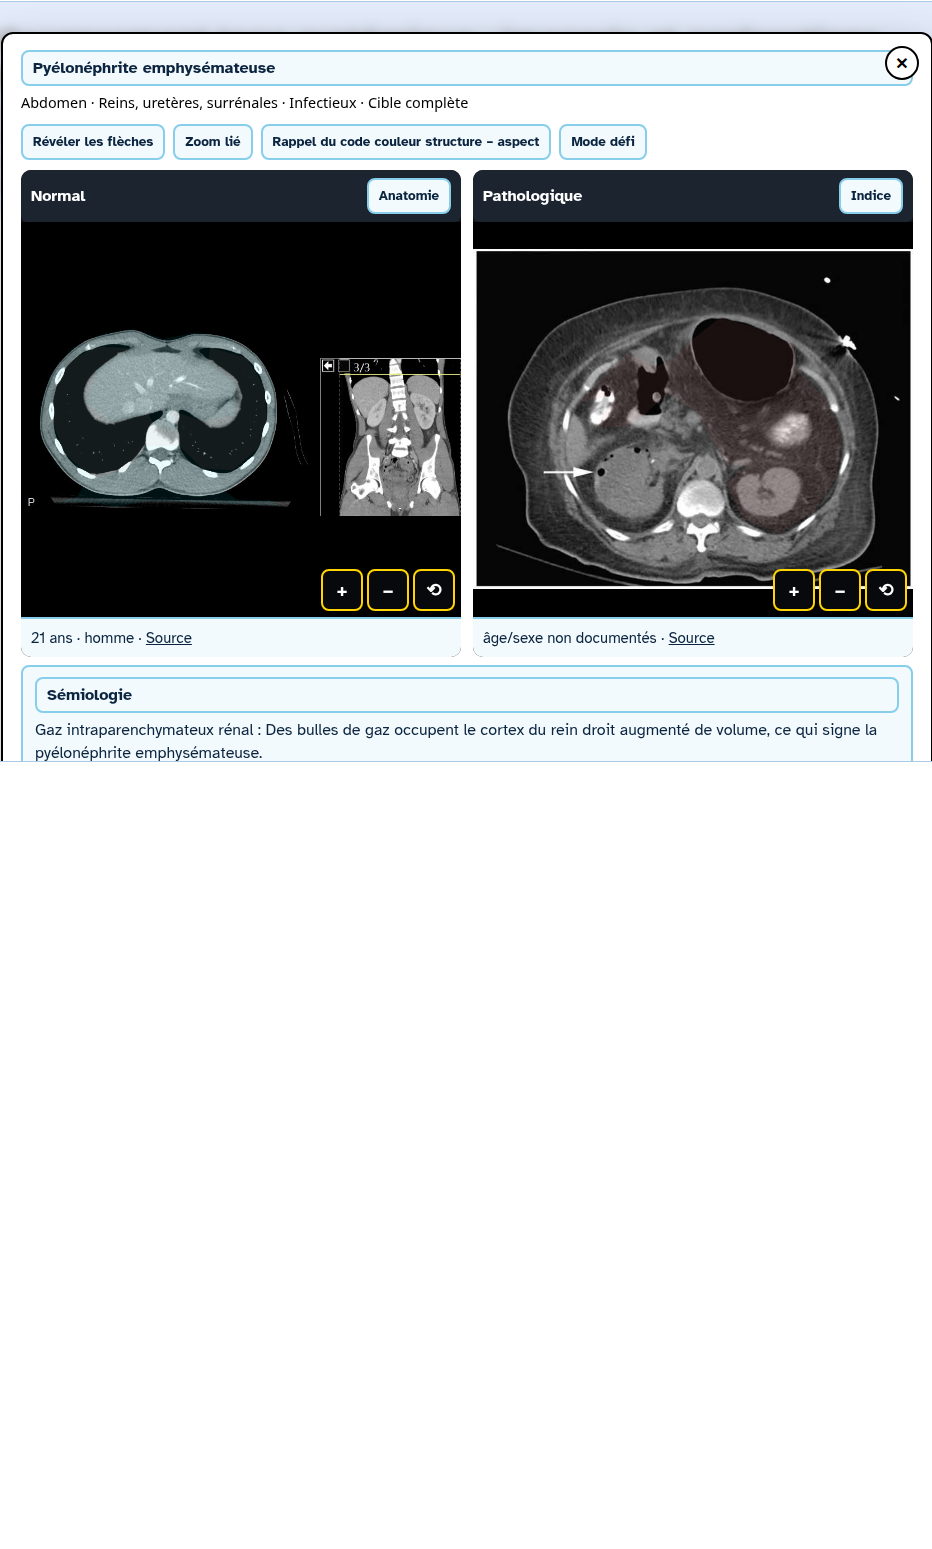 Pyélonéphrite emphysémateuse
×
Abdomen · Reins, uretères, surrénales · Infectieux · Cible complète
Révéler les flèches
Zoom lié
Rappel du code couleur structure – aspect
Mode défi
Normal
Anatomie
3/3
P
+
−
⟲
21 ans · homme · Source
Pathologique
Indice
+
−
⟲
âge/sexe non documentés · Source
Sémiologie
Gaz intraparenchymateux rénal : Des bulles de gaz occupent le cortex du rein droit augmenté de volume, ce qui signe la
pyélonéphrite emphysémateuse.